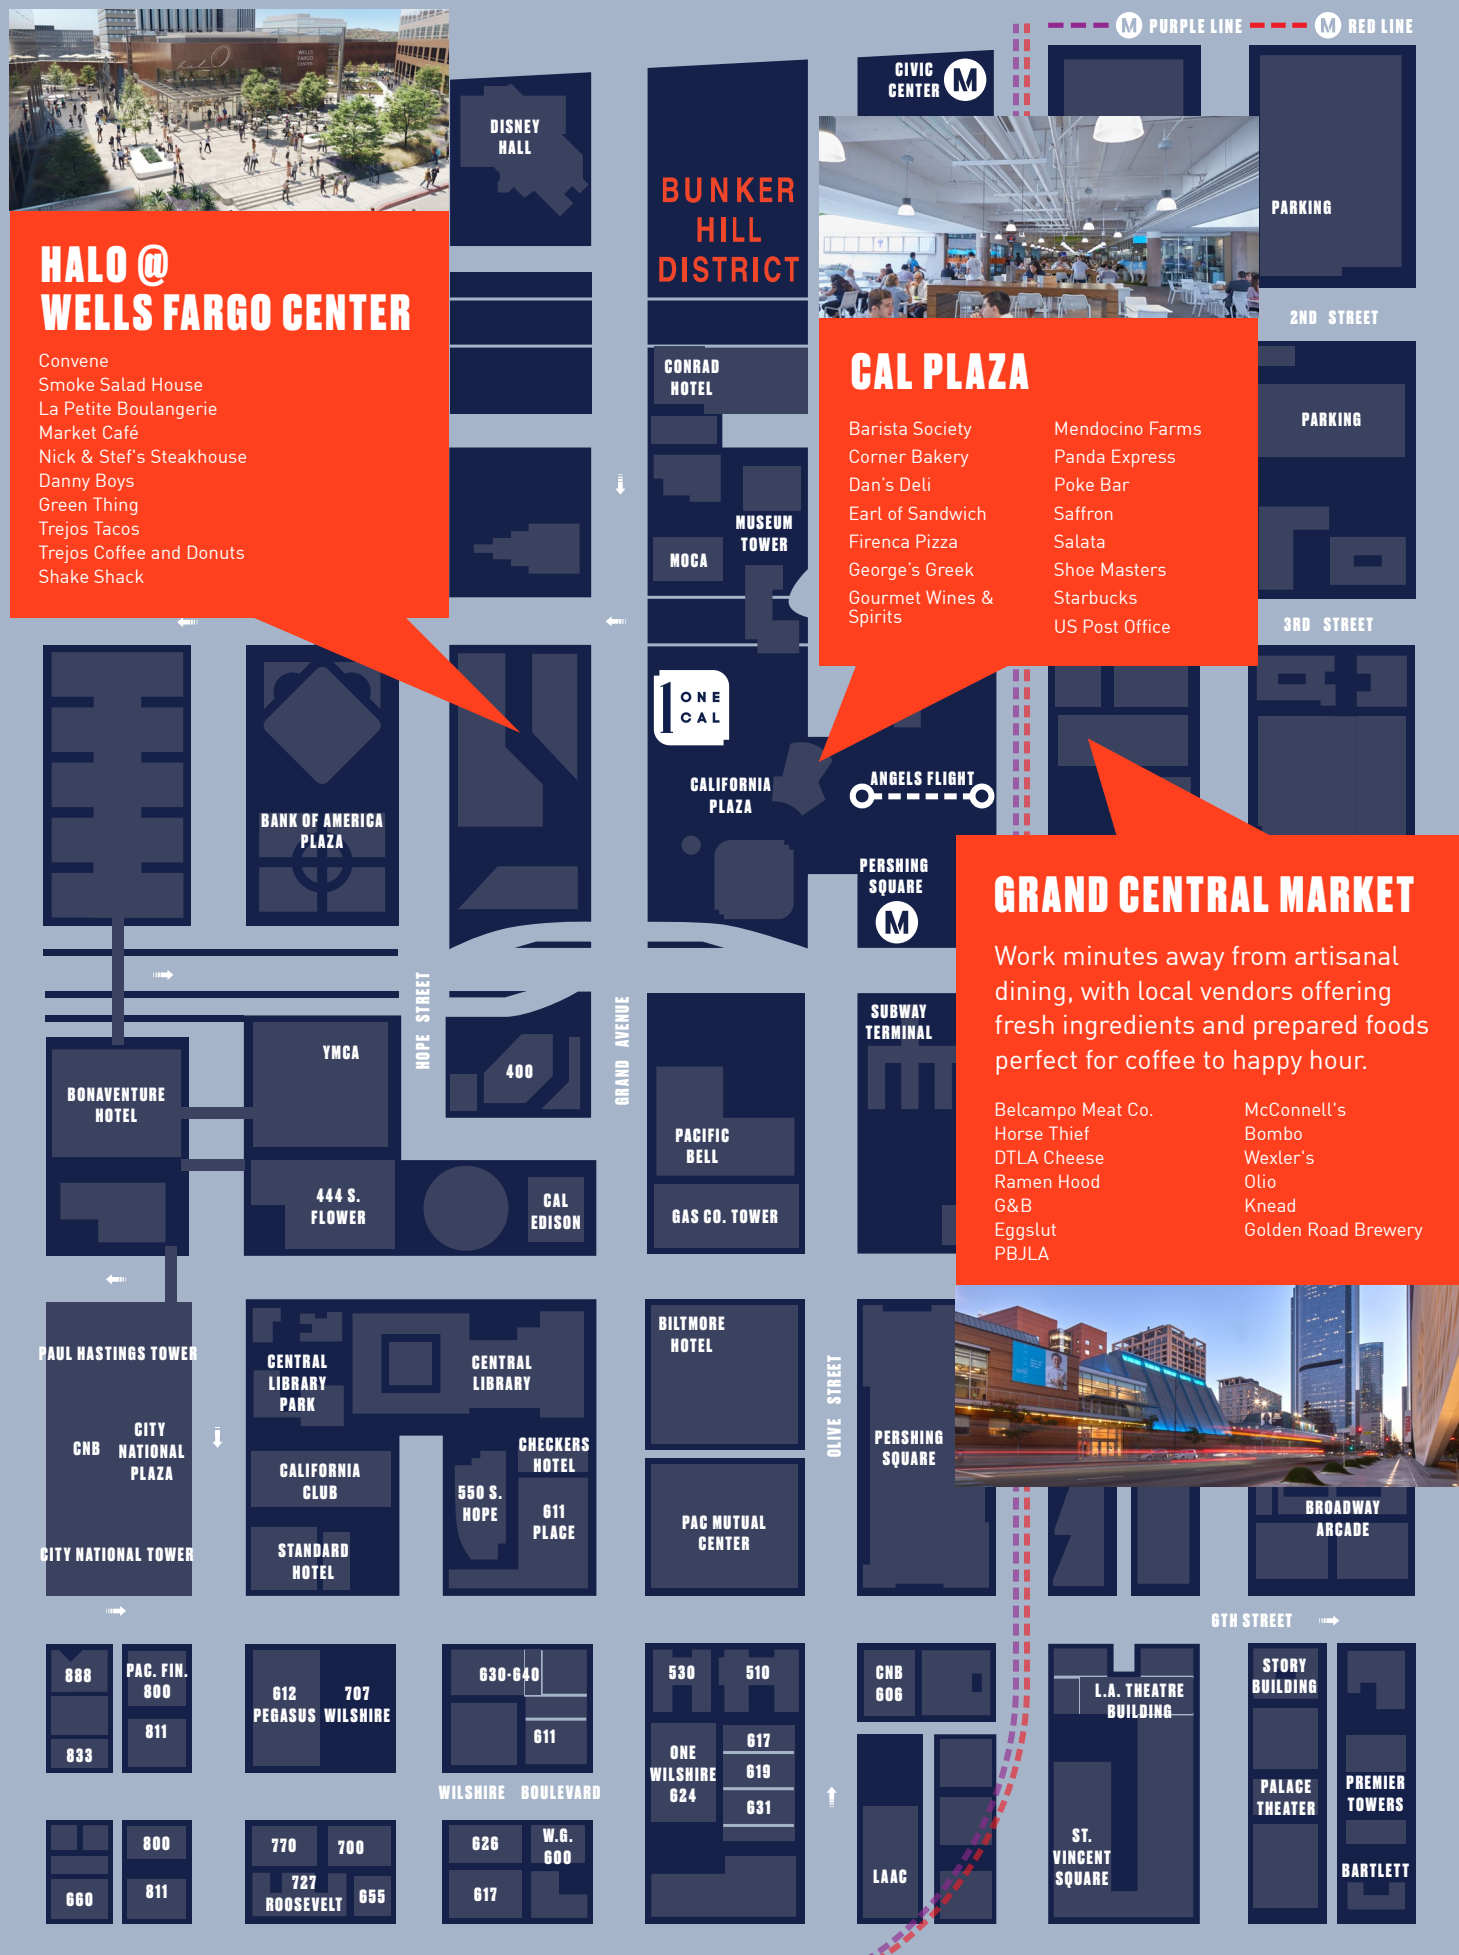 M PURPLE LINE
M RED LINE
CIVIC
CENTER
M
DISNEY
HALL
BUNKER
HILL
DISTRICT
PARKING
2ND STREET
PARKING
3RD STREET
halo
WELLS
FARGO
CENTER
HALO @
WELLS FARGO CENTER
Convene
Smoke Salad House
La Petite Boulangerie
Market Café
Nick & Stef's Steakhouse
Danny Boys
Green Thing
Trejos Tacos
Trejos Coffee and Donuts
Shake Shack
CONRAD
HOTEL
MUSEUM
TOWER
MOCA
CAL PLAZA
Barista Society
Corner Bakery
Dan's Deli
Earl of Sandwich
Firenca Pizza
George's Greek
Gourmet Wines &
Spirits
Mendocino Farms
Panda Express
Poke Bar
Saffron
Salata
Shoe Masters
Starbucks
US Post Office
1 ONE
CAL
CALIFORNIA
PLAZA
ANGELS FLIGHT
BANK OF AMERICA
PLAZA
PERSHING
SQUARE
M
GRAND CENTRAL MARKET
Work minutes away from artisanal
dining, with local vendors offering
fresh ingredients and prepared foods
perfect for coffee to happy hour.
Belcampo Meat Co.
Horse Thief
DTLA Cheese
Ramen Hood
G&B
Eggslut
PBJLA
McConnell's
Bombo
Wexler's
Olio
Knead
Golden Road Brewery
HOPE STREET
GRAND AVENUE
SUBWAY
TERMINAL
YMCA
400
BONAVENTURE
HOTEL
PACIFIC
BELL
444 S.
FLOWER
CAL
EDISON
GAS CO. TOWER
PAUL HASTINGS TOWER
CNB
CITY
NATIONAL
PLAZA
CITY NATIONAL TOWER
CENTRAL
LIBRARY
PARK
CENTRAL
LIBRARY
CALIFORNIA
CLUB
STANDARD
HOTEL
CHECKERS
HOTEL
550 S.
HOPE
611
PLACE
BILTMORE
HOTEL
PAC MUTUAL
CENTER
OLIVE STREET
PERSHING
SQUARE
BROADWAY
ARCADE
6TH STREET
888
833
PAC. FIN.
800
811
612
PEGASUS
707
WILSHIRE
630-640
611
WILSHIRE BOULEVARD
530
510
ONE
WILSHIRE
624
617
619
631
CNB
606
LAAC
L.A. THEATRE
BUILDING
ST.
VINCENT
SQUARE
STORY
BUILDING
PALACE
THEATER
PREMIER
TOWERS
BARTLETT
660
800
811
770
700
727
ROOSEVELT
655
626
617
W.G.
600